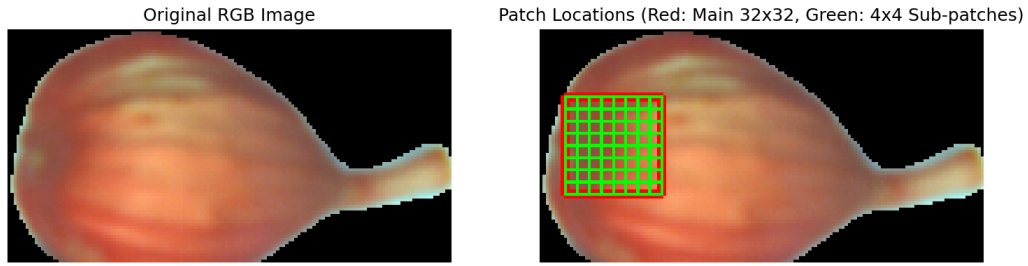 Original RGB Image
Patch Locations (Red: Main 32x32, Green: 4x4 Sub-patches)